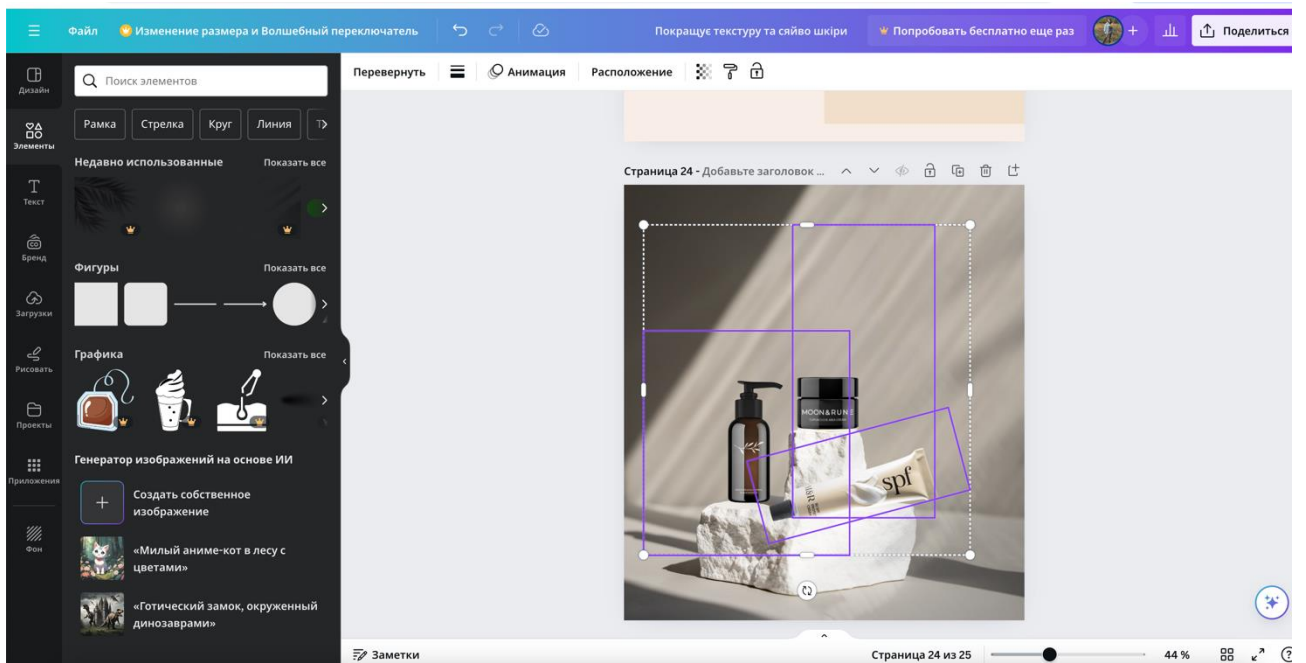 Файл
Изменение размера и Волшебный переключатель
Покращує текстуру та сяйво шкіри
Попробовать бесплатно еще раз
Поделиться
Дизайн
Элементы
Текст
Бренд
Загрузки
Рисовать
Проекты
Приложения
Фон
Поиск элементов
Рамка
Стрелка
Круг
Линия
Недавно использованные
Показать все
Фигуры
Показать все
Графика
Показать все
Генератор изображений на основе ИИ
Создать собственное
изображение
«Милый аниме-кот в лесу с
цветами»
«Готический замок, окруженный
динозаврами»
Перевернуть
Анимация
Расположение
Страница 24 - Добавьте заголовок ...
MOON&RUNE
spf
Заметки
Страница 24 из 25
44 %